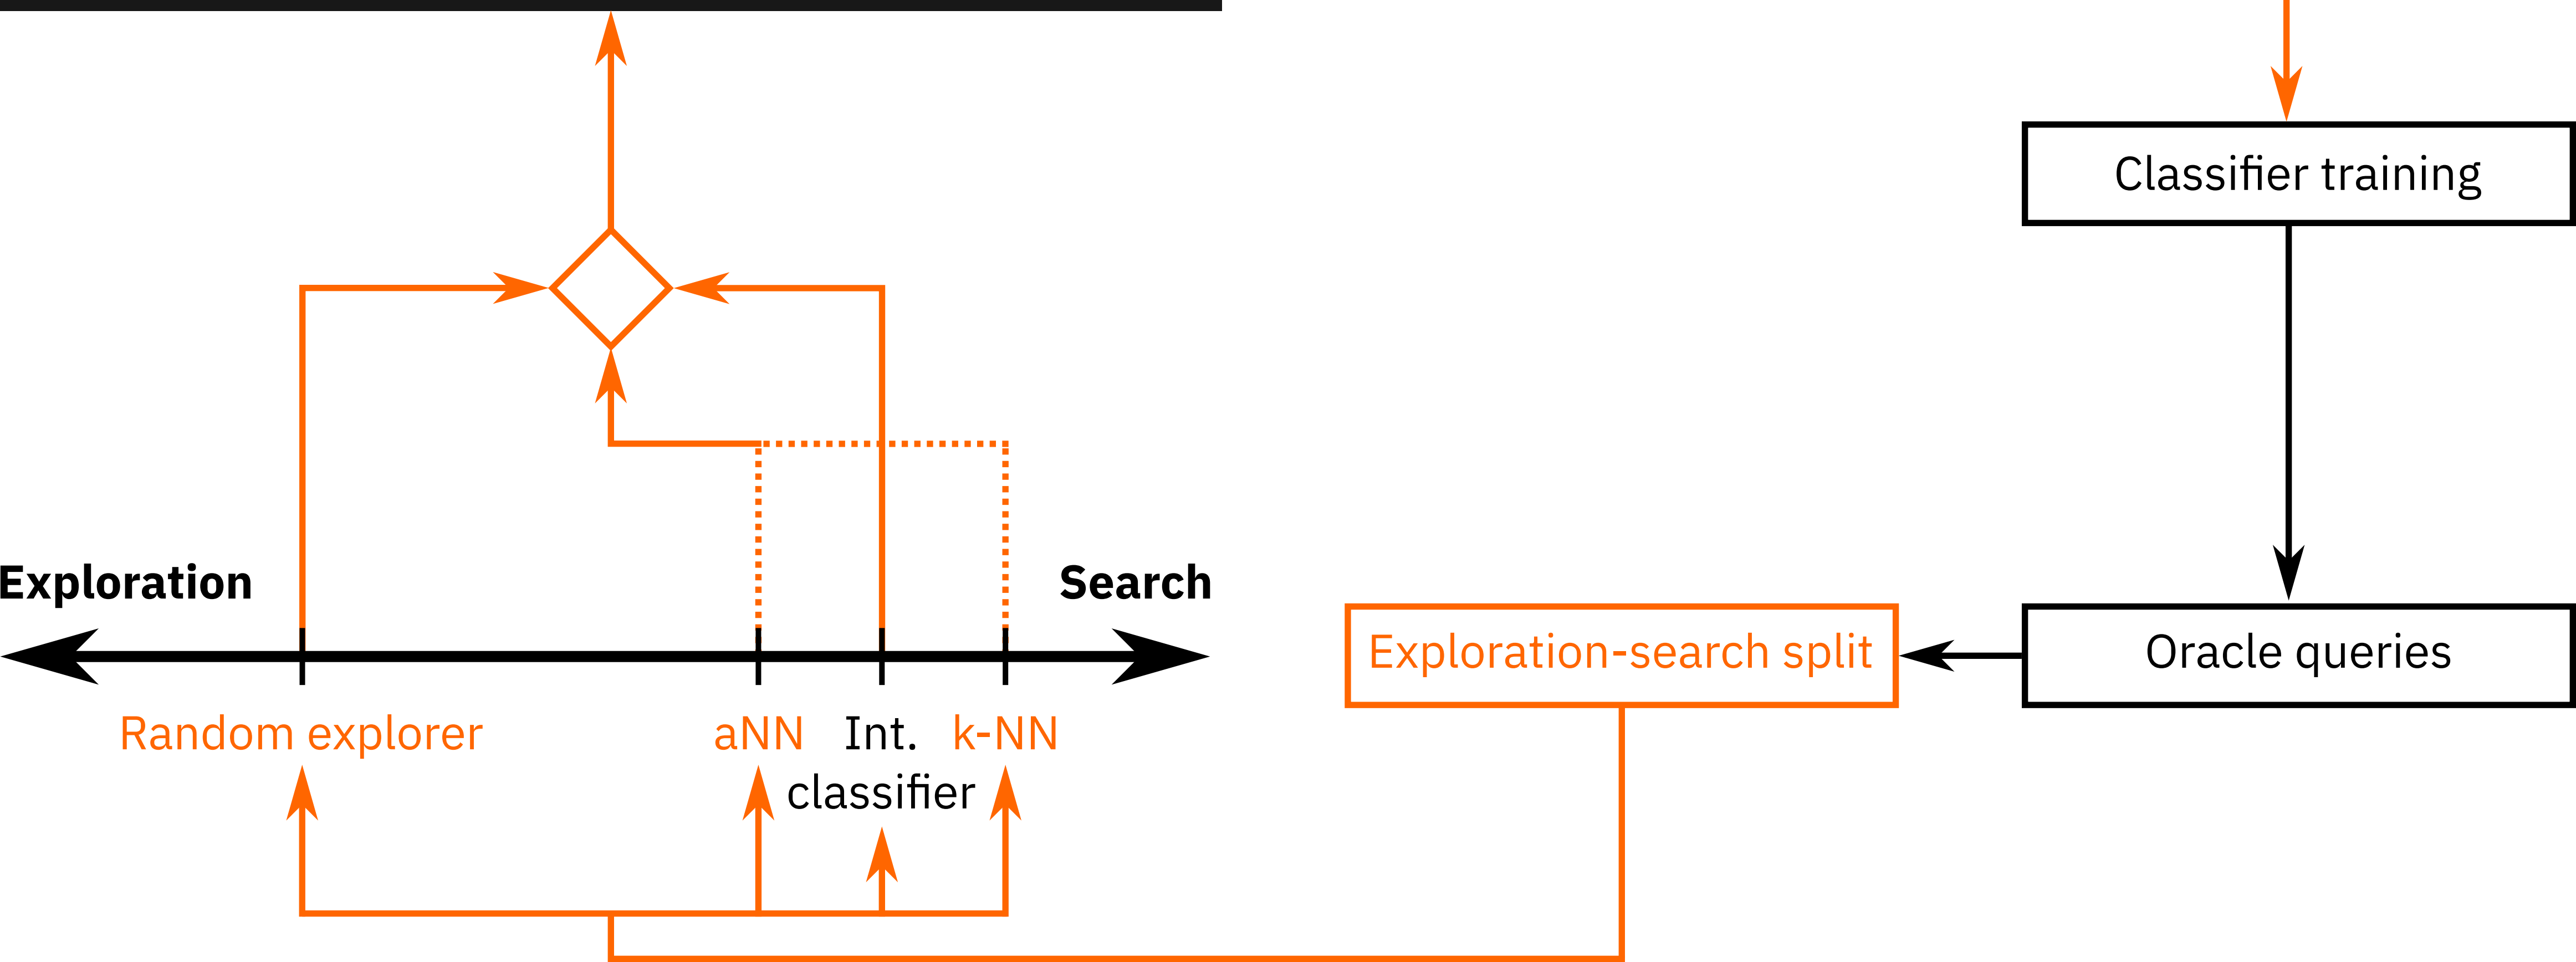 Classifier training
Exploration
Search
Exploration-search split
Oracle queries
Random explorer
aNN
Int.
classifier
k-NN